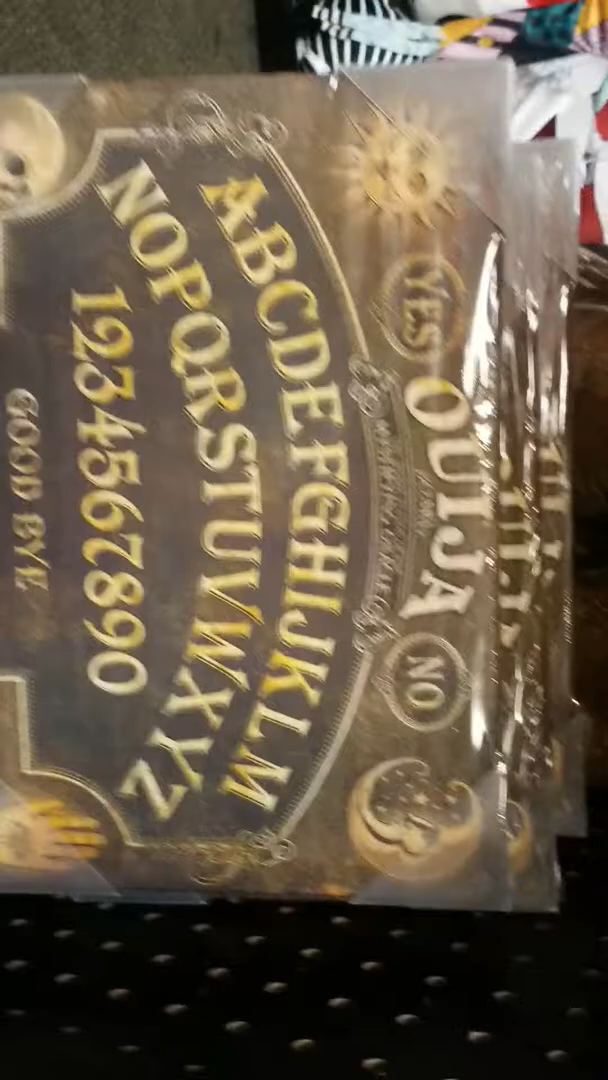 YES OUIJA NO
ABCDEFGHIJKLM
NOPQRSTUVWXYZ
1234567890
GOOD BYE